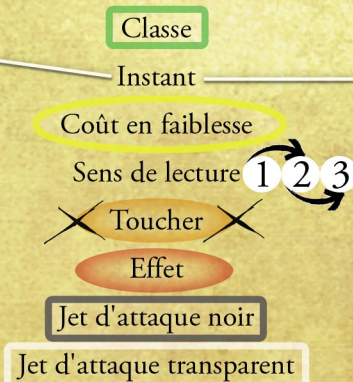 Classe
Instant
Coût en faiblesse
Sens de lecture 1 2 3
Toucher
Effet
Jet d'attaque noir
Jet d'attaque transparent